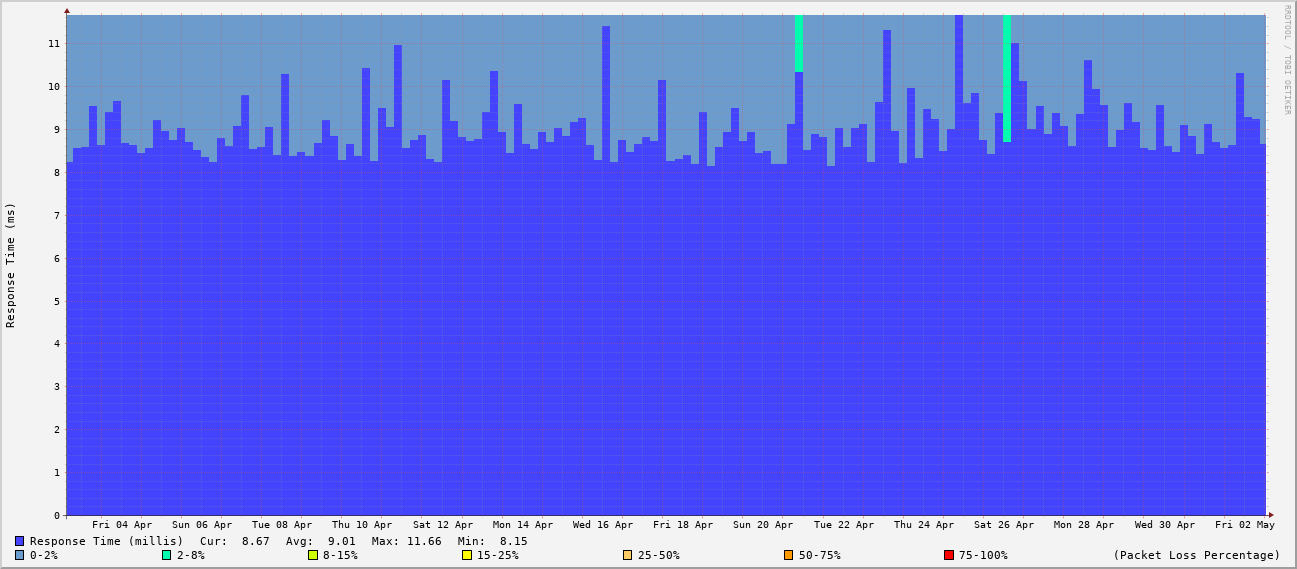 RRDTOOL / TOBI OETIKER
Response Time (ms)
11
10
9
8
7
6
5
4
3
2
1
0
Fri 04 Apr Sun 06 Apr Tue 08 Apr Thu 10 Apr Sat 12 Apr Mon 14 Apr Wed 16 Apr Fri 18 Apr Sun 20 Apr Tue 22 Apr Thu 24 Apr Sat 26 Apr Mon 28 Apr Wed 30 Apr Fri 02 May
Response Time (millis) Cur: 8.67 Avg: 9.01 Max: 11.66 Min: 8.15
0-2% 2-8% 8-15% 15-25% 25-50% 50-75% 75-100% (Packet Loss Percentage)